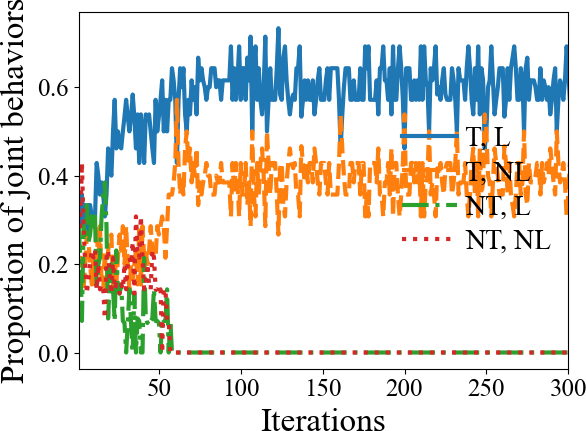 Proportion of joint behaviors
0.6
0.4
0.2
0.0
T, L
T, NL
NT, L
NT, NL
50
100
150
200
250
300
Iterations